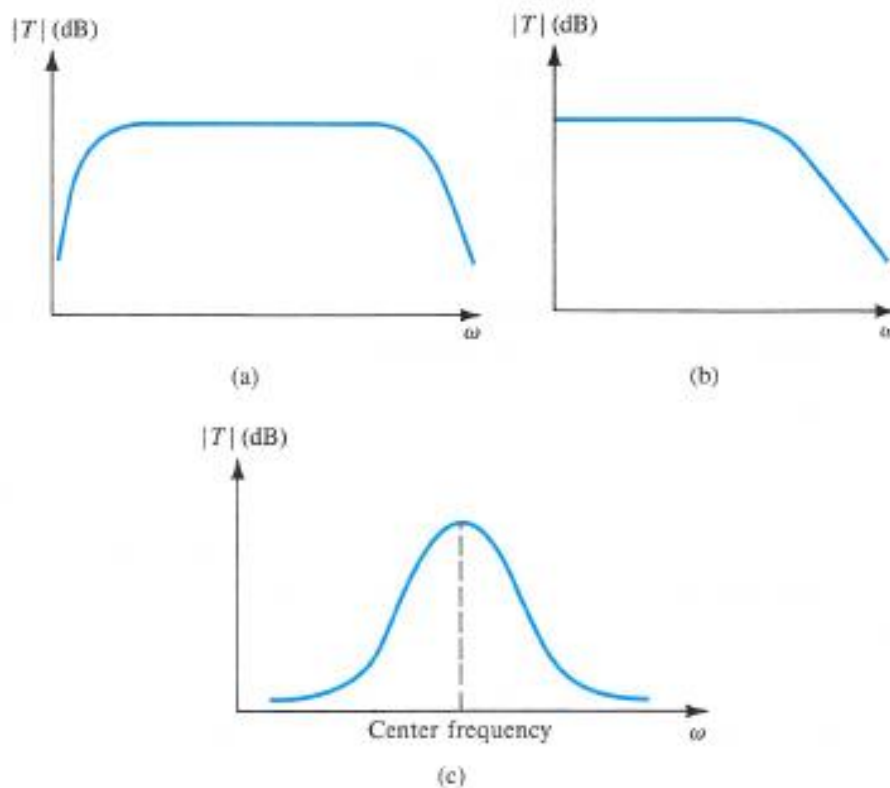 |T| (dB)
|T| (dB)
ω
ω
(a)
(b)
|T| (dB)
Center frequency
ω
(c)